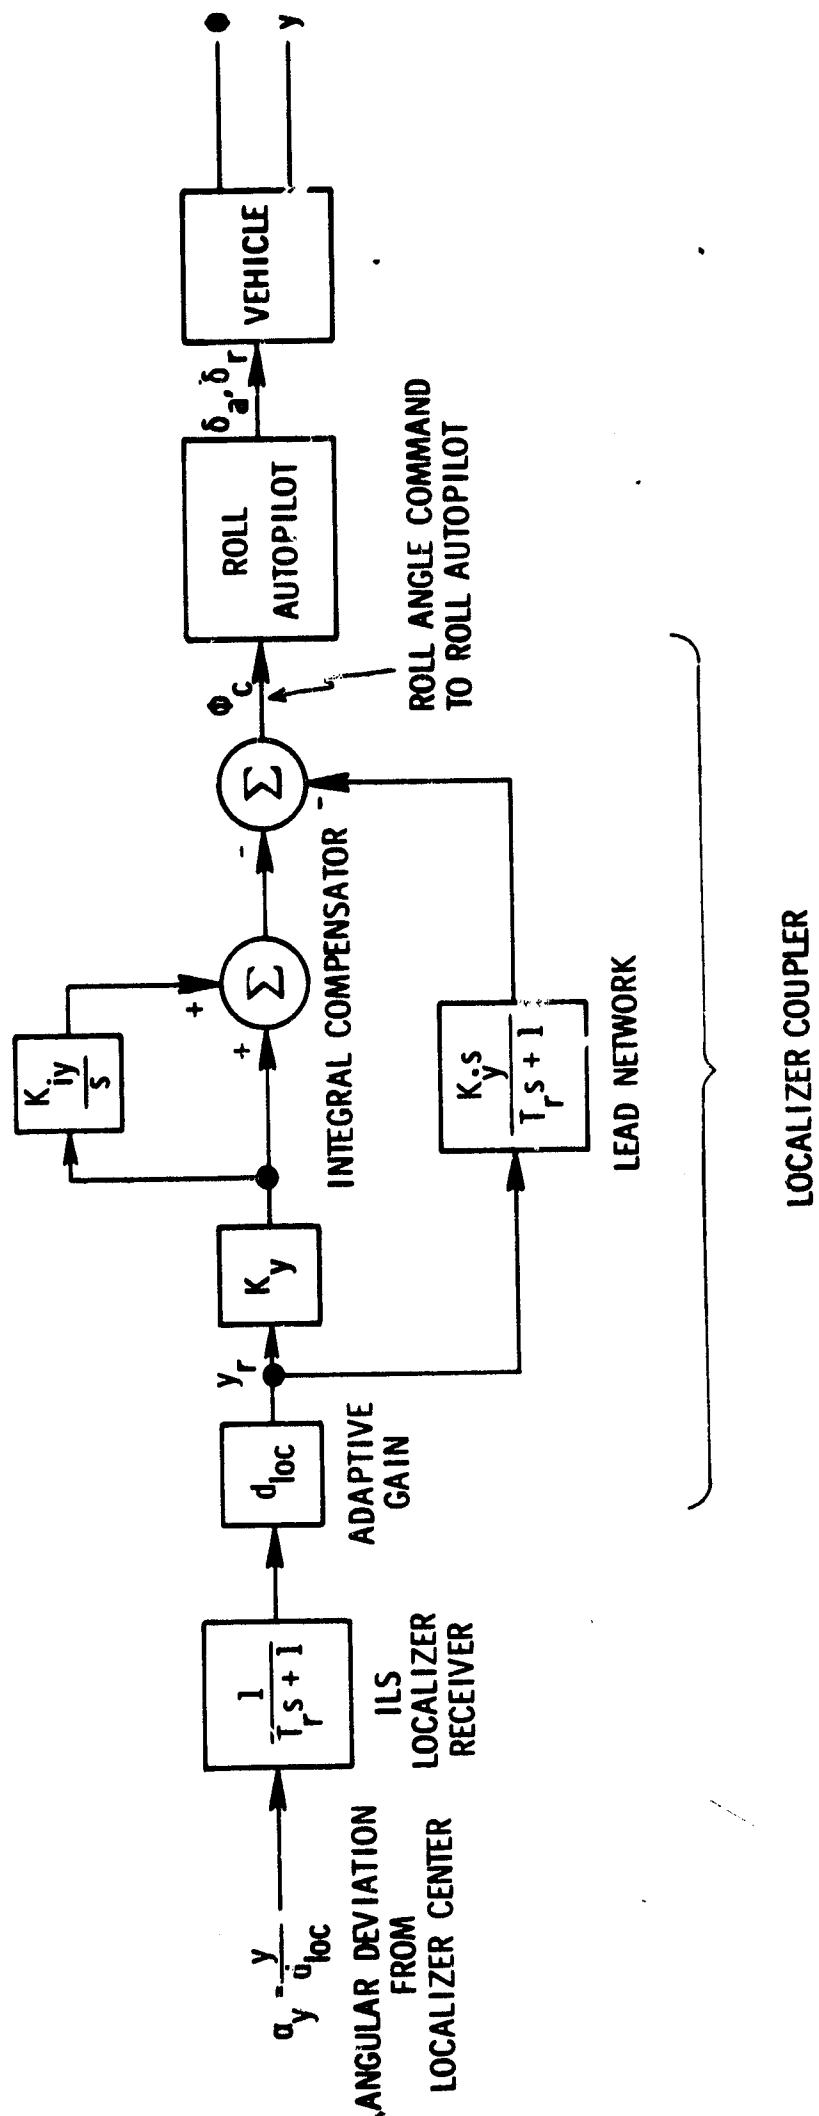 α_y = y / d_loc
ANGULAR DEVIATION
FROM
LOCALIZER CENTER
1 / T_r s + 1
ILS
LOCALIZER
RECEIVER
d_loc
ADAPTIVE
GAIN
y_r
K_y
K_iy / s
+
+
Σ
INTEGRAL COMPENSATOR
K_ẏ s / T_r s + 1
LEAD NETWORK
-
-
Σ
Φ_c
ROLL ANGLE COMMAND
TO ROLL AUTOPILOT
ROLL
AUTOPILOT
δ_a, δ_r
VEHICLE
Φ
y
LOCALIZER COUPLER